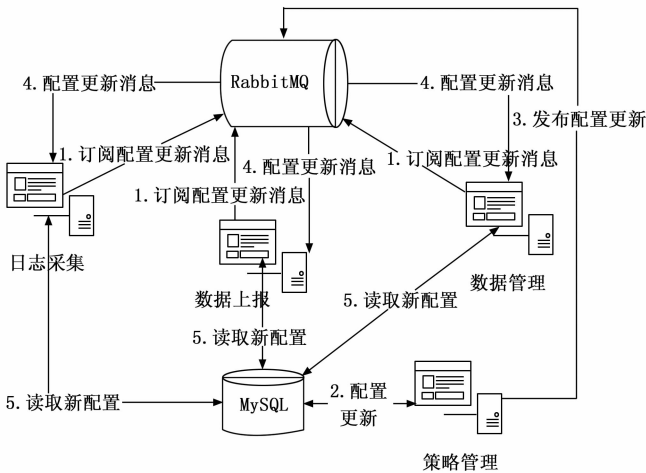 RabbitMQ
4.配置更新消息
4.配置更新消息
3.发布配置更新
1.订阅配置更新消息
4.配置更新消息
1.订阅配置更新消息
1.订阅配置更新消息
日志采集
数据上报
数据管理
5.读取新配置
5.读取新配置
5.读取新配置
MySQL
2.配置
更新
策略管理